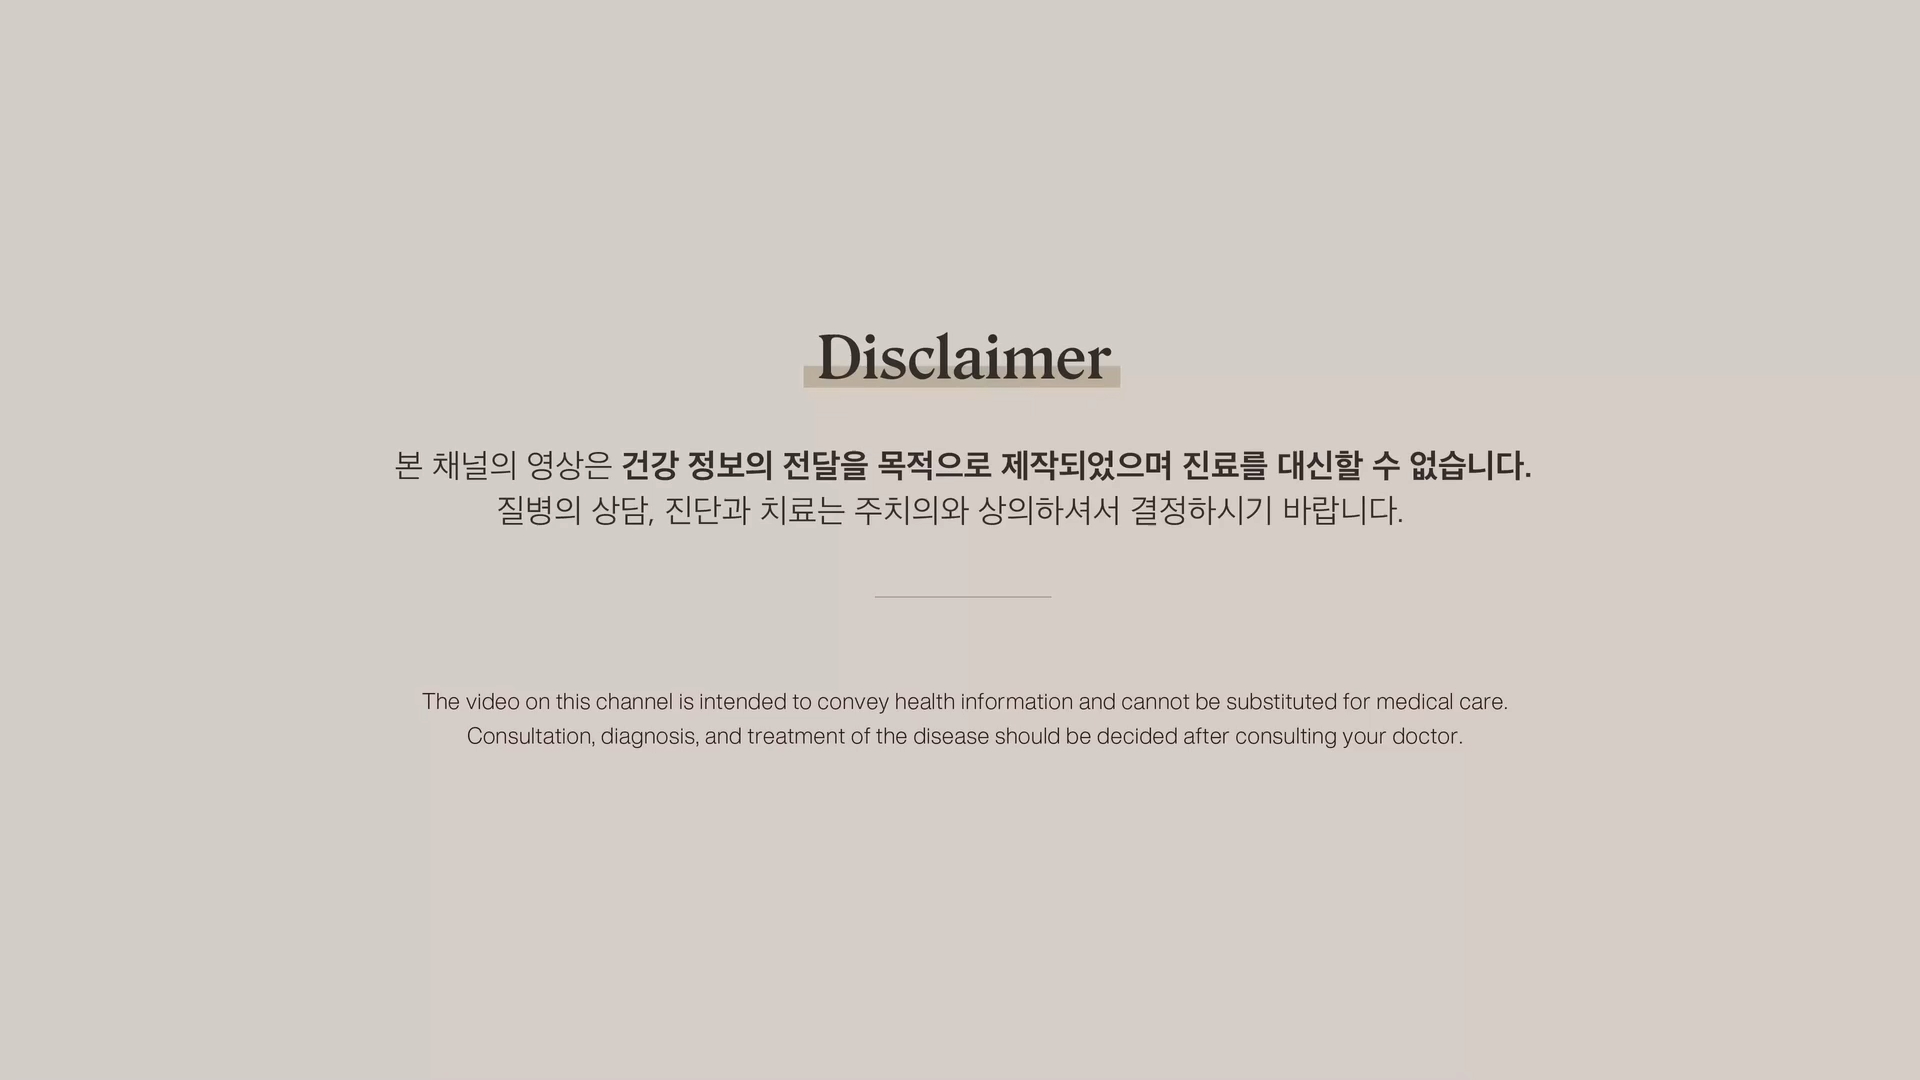 Disclaimer
본 채널의 영상은 건강 정보의 전달을 목적으로 제작되었으며 진료를 대신할 수 없습니다.
질병의 상담, 진단과 치료는 주치의와 상의하셔서 결정하시기 바랍니다.
The video on this channel is intended to convey health information and cannot be substituted for medical care.
Consultation, diagnosis, and treatment of the disease should be decided after consulting your doctor.